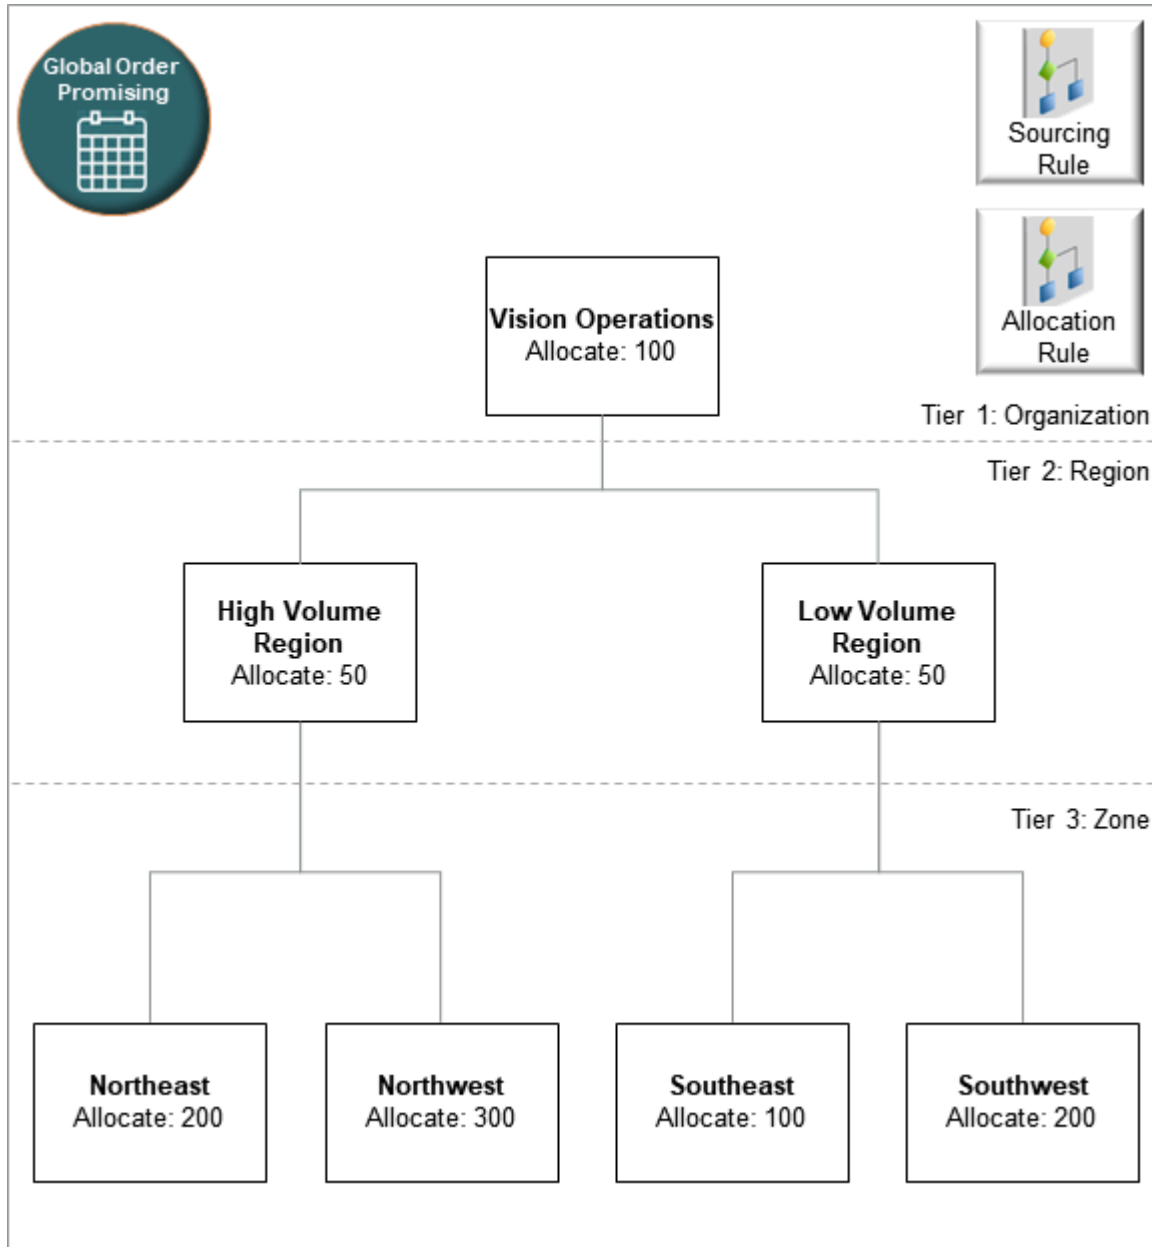 Global Order
Promising
Sourcing
Rule
Allocation
Rule
Vision Operations
Allocate: 100
Tier 1: Organization
Tier 2: Region
High Volume
Region
Allocate: 50
Low Volume
Region
Allocate: 50
Tier 3: Zone
Northeast
Allocate: 200
Northwest
Allocate: 300
Southeast
Allocate: 100
Southwest
Allocate: 200